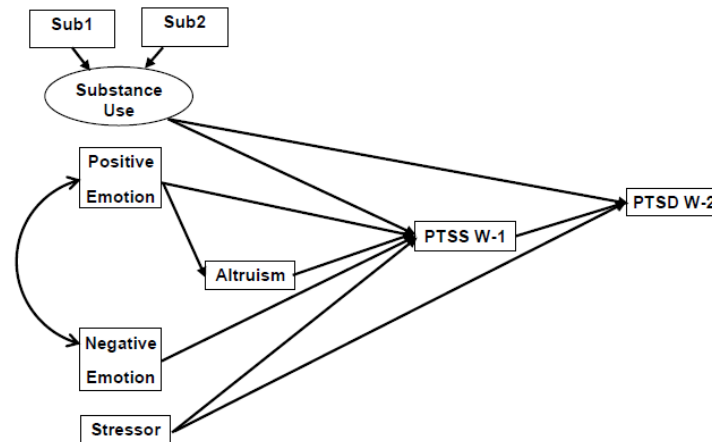 Sub1
Sub2
Substance
Use
Positive
Emotion
PTSD W-2
PTSS W-1
Altruism
Negative
Emotion
Stressor